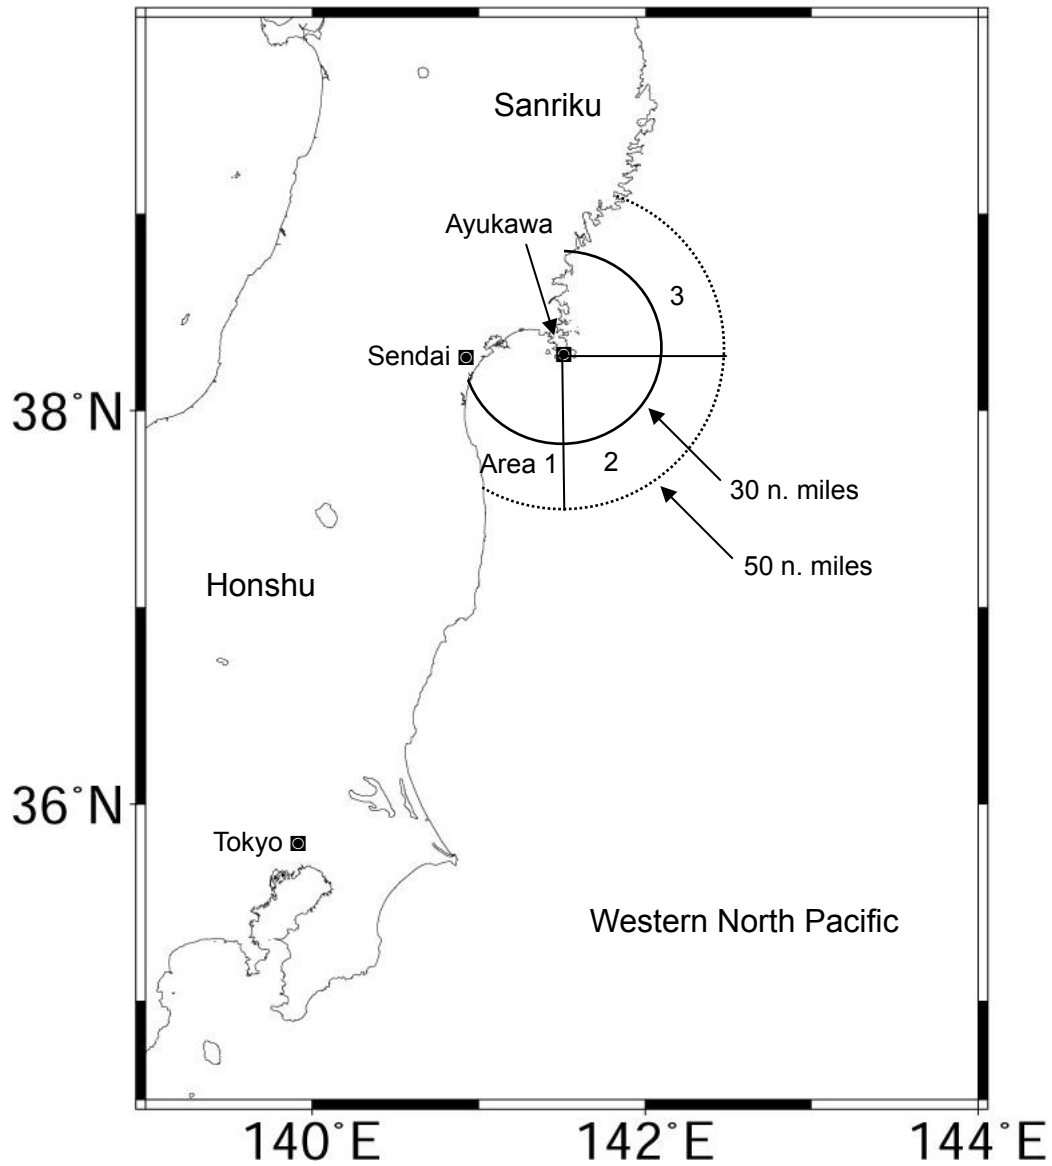 Sanriku
Ayukawa
3
Sendai
38°N
Area 1
2
30 n. miles
50 n. miles
Honshu
36°N
Tokyo
Western North Pacific
140°E
142°E
144°E